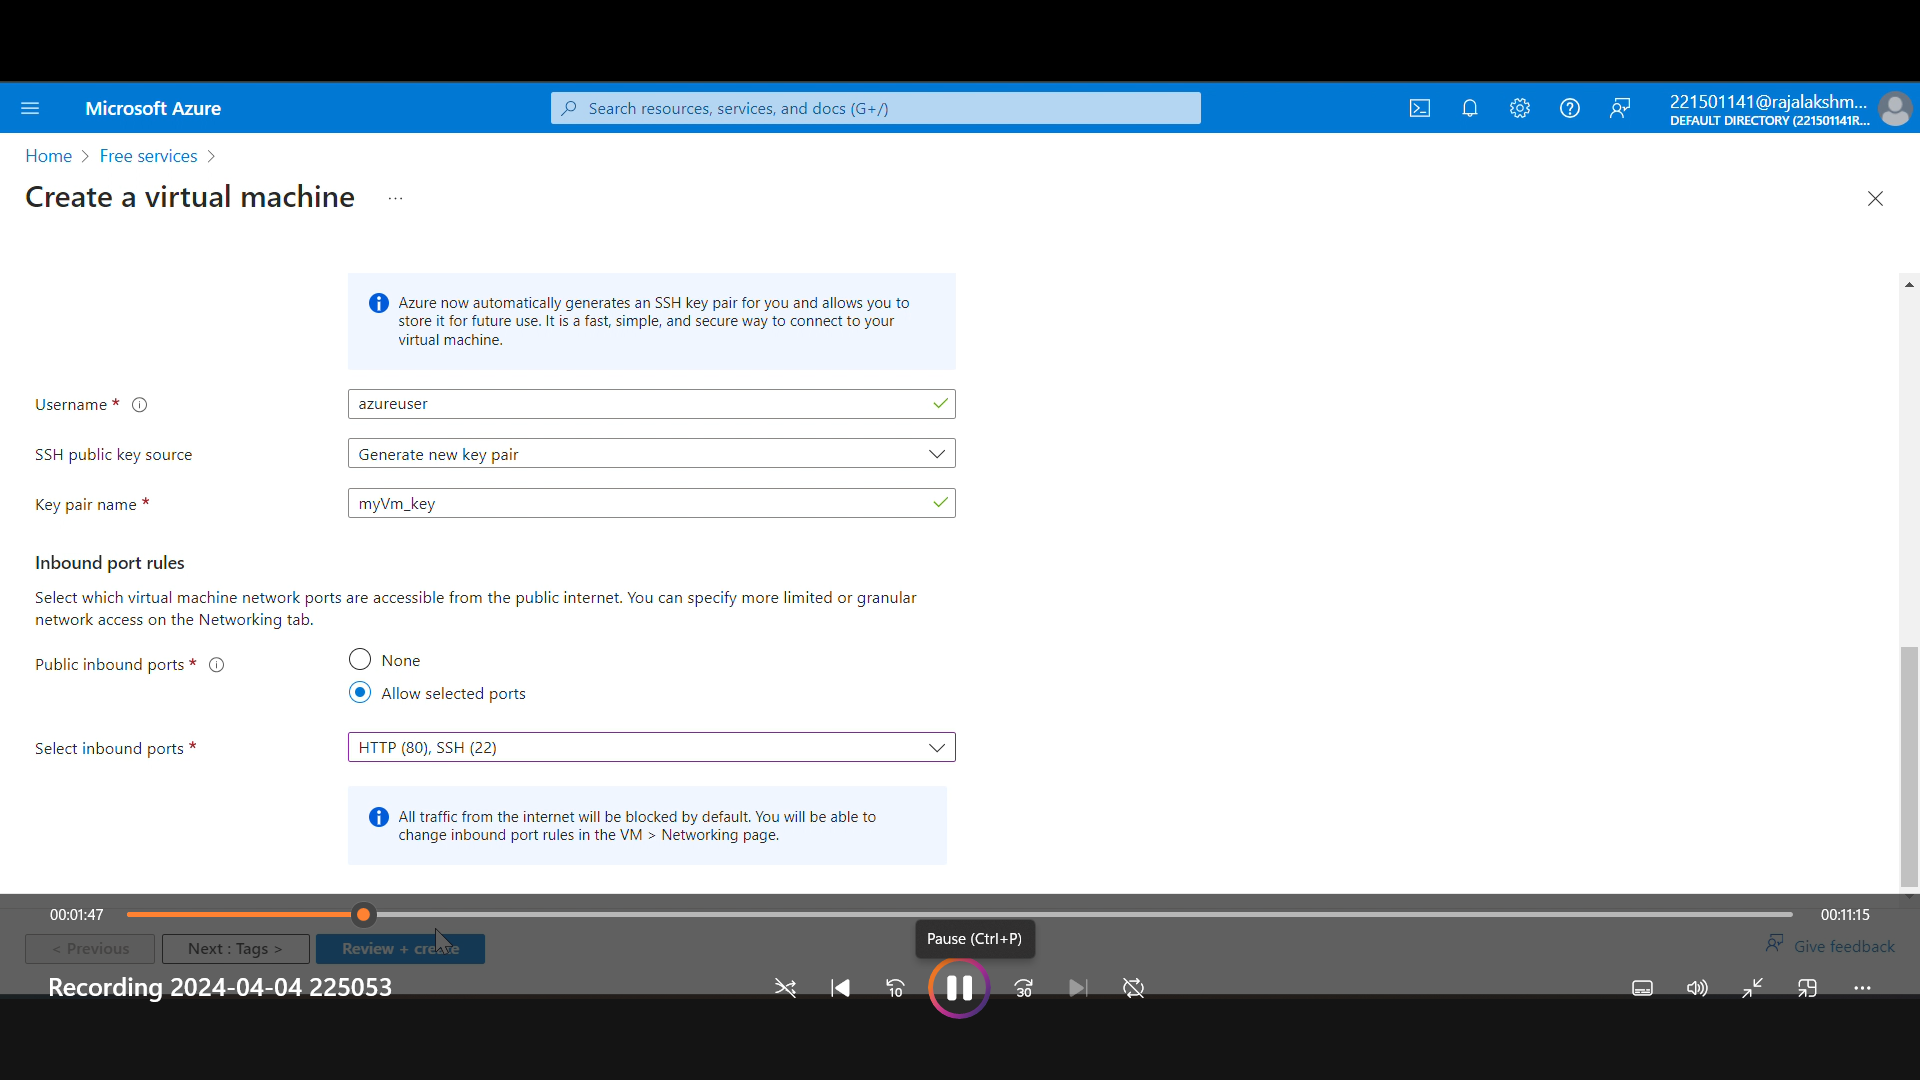 Microsoft Azure
Search resources, services, and docs (G+/)
221501141@rajalakshm...
DEFAULT DIRECTORY (221501141R...
Home > Free services >
Create a virtual machine ...
Azure now automatically generates an SSH key pair for you and allows you to
store it for future use. It is a fast, simple, and secure way to connect to your
virtual machine.
Username * azureuser
SSH public key source Generate new key pair
Key pair name * myVm_key
Inbound port rules
Select which virtual machine network ports are accessible from the public internet. You can specify more limited or granular
network access on the Networking tab.
Public inbound ports * None
Allow selected ports
Select inbound ports * HTTP (80), SSH (22)
All traffic from the internet will be blocked by default. You will be able to
change inbound port rules in the VM > Networking page.
00:01:47 00:11:15
< Previous Next : Tags > Review + create Pause (Ctrl+P) Give feedback
Recording 2024-04-04 225053 10 30